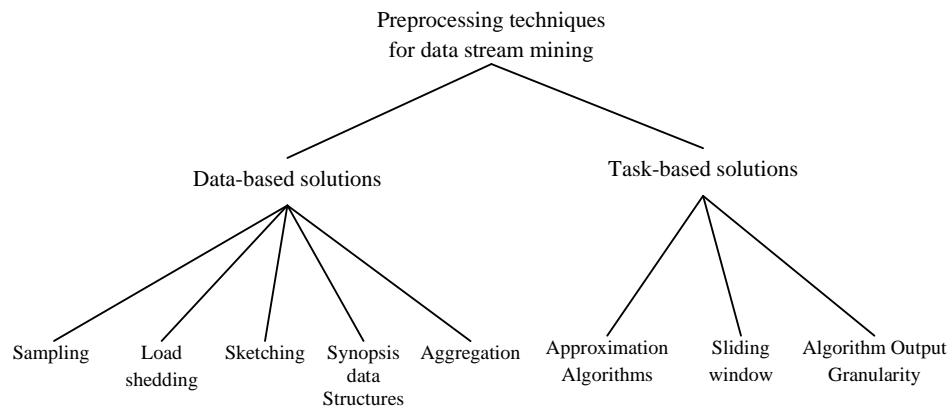 Preprocessing techniques
for data stream mining
Data-based solutions
Task-based solutions
Sampling
Load
shedding
Sketching
Synopsis
data
Structures
Aggregation
Approximation
Algorithms
Sliding
window
Algorithm Output
Granularity